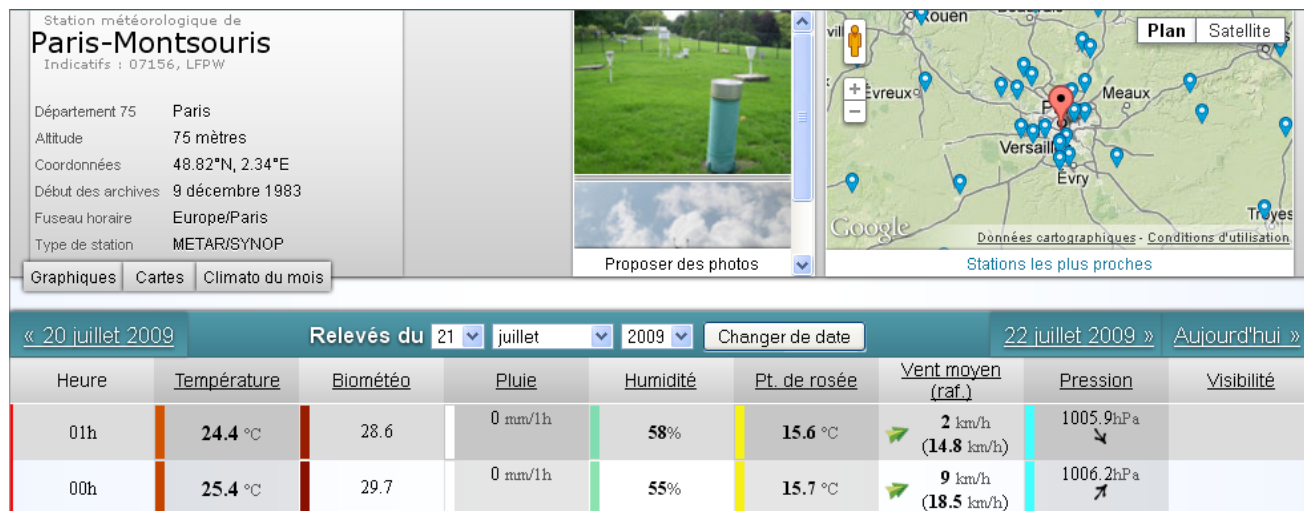 Station météorologique de
Paris-Montsouris
Indicatifs : 07156, LFPW
Département 75 Paris
Altitude 75 mètres
Coordonnées 48.82°N, 2.34°E
Début des archives 9 décembre 1983
Fuseau horaire Europe/Paris
Type de station METAR/SYNOP
Graphiques Cartes Climato du mois
Proposer des photos
Rouen
Plan Satellite
Évreux
Meaux
Versaill
Évry
Troyes
Google
Données cartographiques - Conditions d'utilisation
Stations les plus proches
« 20 juillet 2009 Relevés du 21 juillet 2009 Changer de date 22 juillet 2009 » Aujourd'hui »
Heure Température Biométéo Pluie Humidité Pt. de rosée Vent moyen (raf.) Pression Visibilité
01h 24.4 °C 28.6 0 mm/1h 58% 15.6 °C 2 km/h (14.8 km/h) 1005.9hPa
00h 25.4 °C 29.7 0 mm/1h 55% 15.7 °C 9 km/h (18.5 km/h) 1006.2hPa